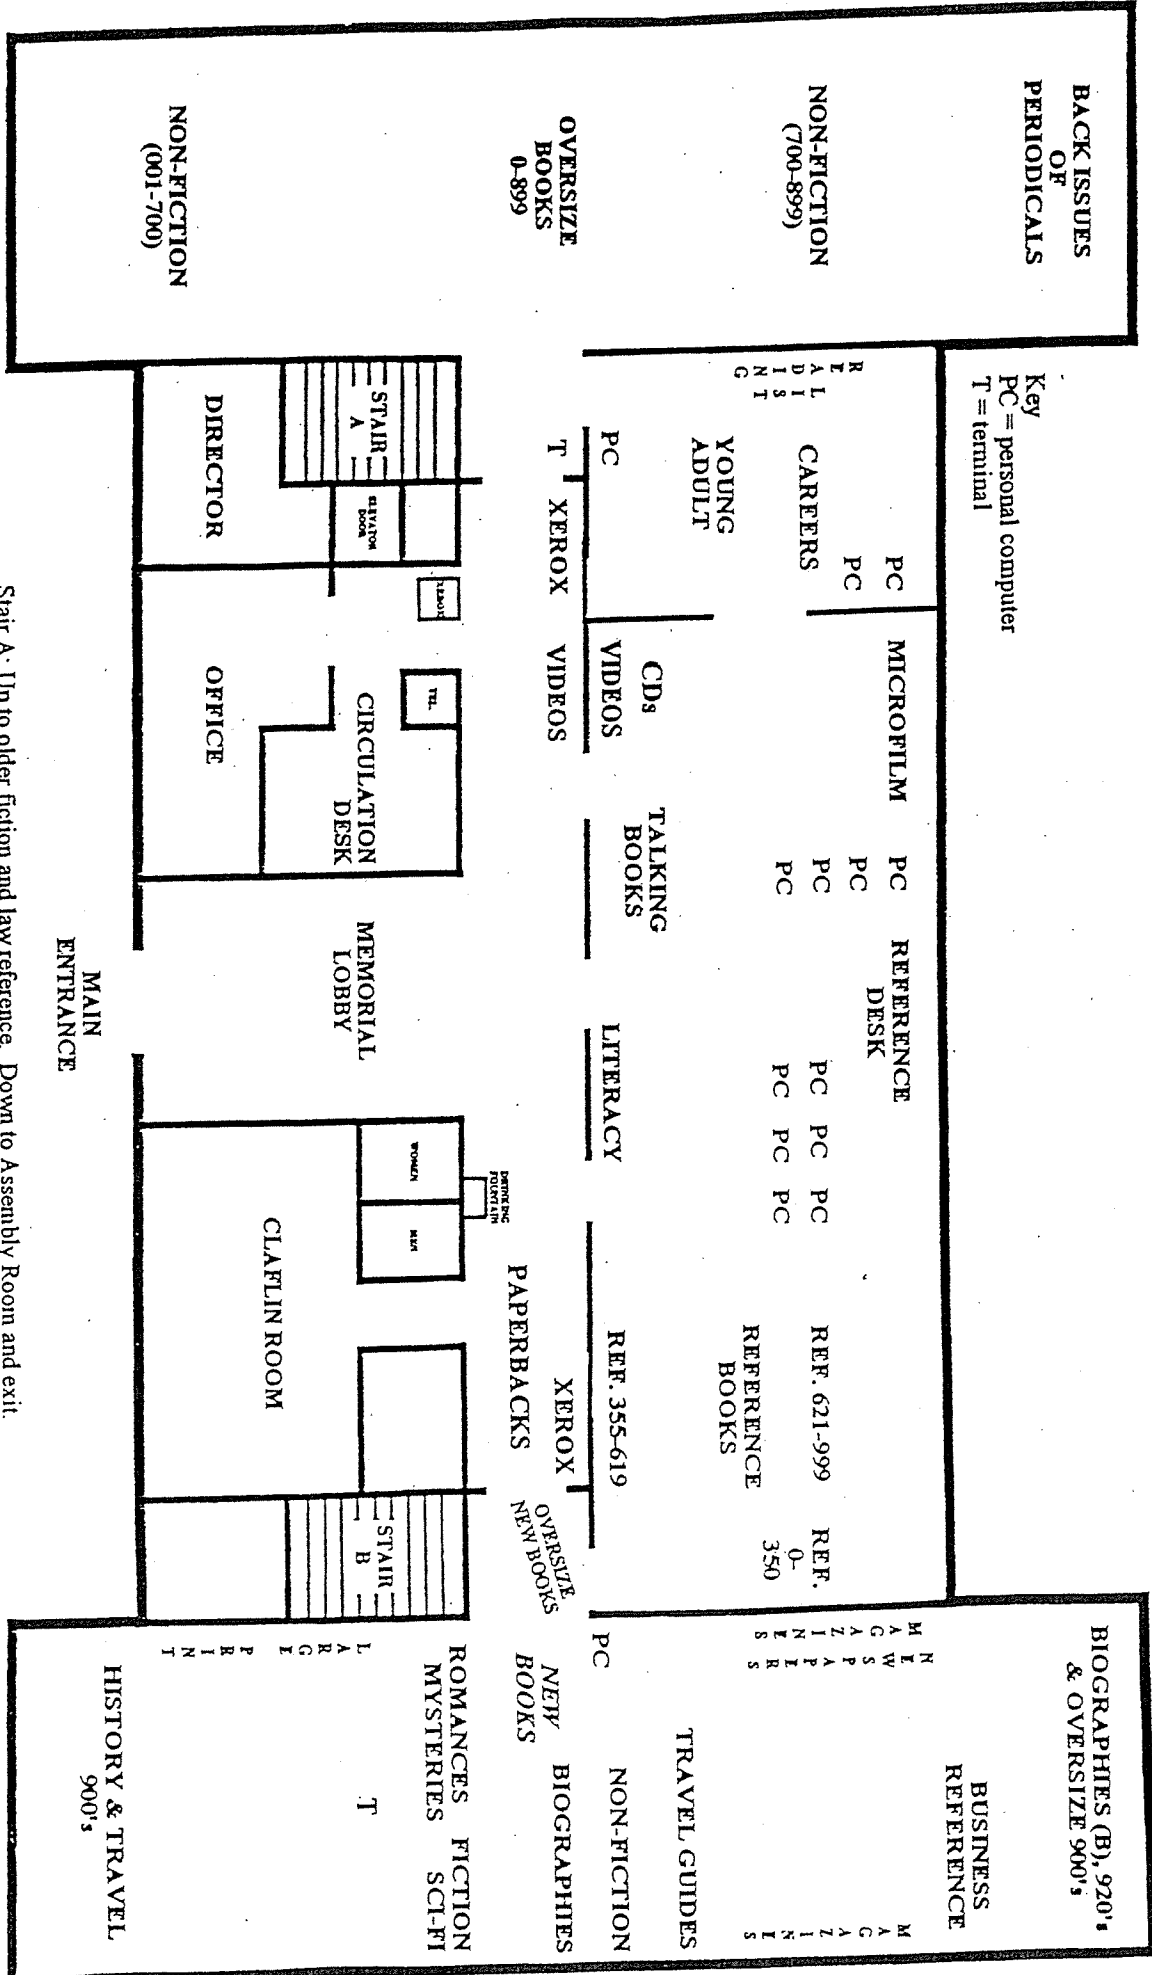 BACK ISSUES
OF
PERIODICALS
Key
PC = personal computer
T = terminal
BIOGRAPHIES (B), 920's
& OVERSIZE 900's
BUSINESS
REFERENCE
NON-FICTION
(700-899)
READING
LIST
CAREERS
PC
PC
YOUNG
ADULT
PC
MICROFILM
PC
PC
PC
PC
REFERENCE
DESK
PC PC PC
PC PC PC
REF. 621-999
REFERENCE
BOOKS
REF.
0-
350
MAGAZINES
NEWSPAPERS
MAGAZINES
CDs
VIDEOS
TALKING
BOOKS
LITERACY
REF. 355-619
PC
TRAVEL GUIDES
NON-FICTION
OVERSIZE
BOOKS
0-899
T
XEROX
VIDEOS
XEROX
PAPERBACKS
OVERSIZE
NEW BOOKS
NEW
BOOKS
BIOGRAPHIES
DRINKING
FOUNTAIN
ROMANCES FICTION
MYSTERIES SCI-FI
STAIR
A
ELEVATOR
DOOR
XEROX
TEL.
CIRCULATION
DESK
MEMORIAL
LOBBY
WOMEN
MEN
STAIR
B
LARGE PRINT
T
NON-FICTION
(001-700)
DIRECTOR
OFFICE
CLAFLIN ROOM
HISTORY & TRAVEL
900's
MAIN
ENTRANCE
Stair A: Up to older fiction and law reference. Down to Assembly Room and exit.